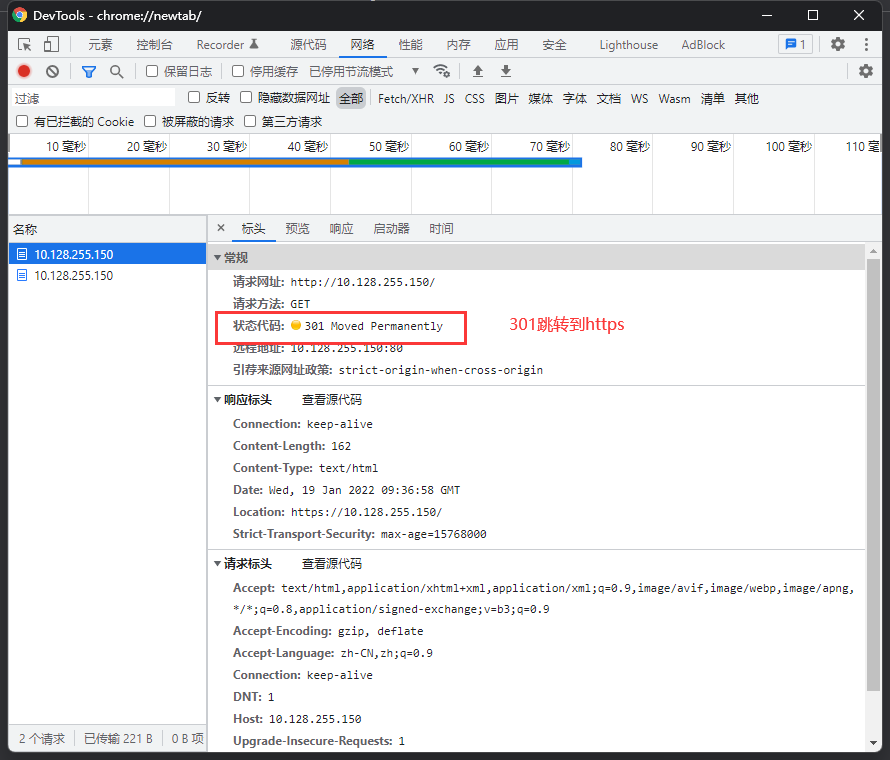 DevTools - chrome://newtab/
元素 控制台 Recorder 源代码 网络 性能 内存 应用 安全 Lighthouse AdBlock 1
保留日志 停用缓存 已停用节流模式
过滤 反转 隐藏数据网址 全部 Fetch/XHR JS CSS 图片 媒体 字体 文档 WS Wasm 清单 其他
有已拦截的 Cookie 被屏蔽的请求 第三方请求
10 毫秒 20 毫秒 30 毫秒 40 毫秒 50 毫秒 60 毫秒 70 毫秒 80 毫秒 90 毫秒 100 毫秒 110 毫
名称
10.128.255.150
10.128.255.150
× 标头 预览 响应 启动器 时间
常规
请求网址: http://10.128.255.150/
请求方法: GET
状态代码: 301 Moved Permanently
301跳转到https
远程地址: 10.128.255.150:80
引荐来源网址政策: strict-origin-when-cross-origin
响应标头 查看源代码
Connection: keep-alive
Content-Length: 162
Content-Type: text/html
Date: Wed, 19 Jan 2022 09:36:58 GMT
Location: https://10.128.255.150/
Strict-Transport-Security: max-age=15768000
请求标头 查看源代码
Accept: text/html,application/xhtml+xml,application/xml;q=0.9,image/avif,image/webp,image/apng,
*/*;q=0.8,application/signed-exchange;v=b3;q=0.9
Accept-Encoding: gzip, deflate
Accept-Language: zh-CN,zh;q=0.9
Connection: keep-alive
DNT: 1
Host: 10.128.255.150
Upgrade-Insecure-Requests: 1
2 个请求 已传输 221 B 0 B 项